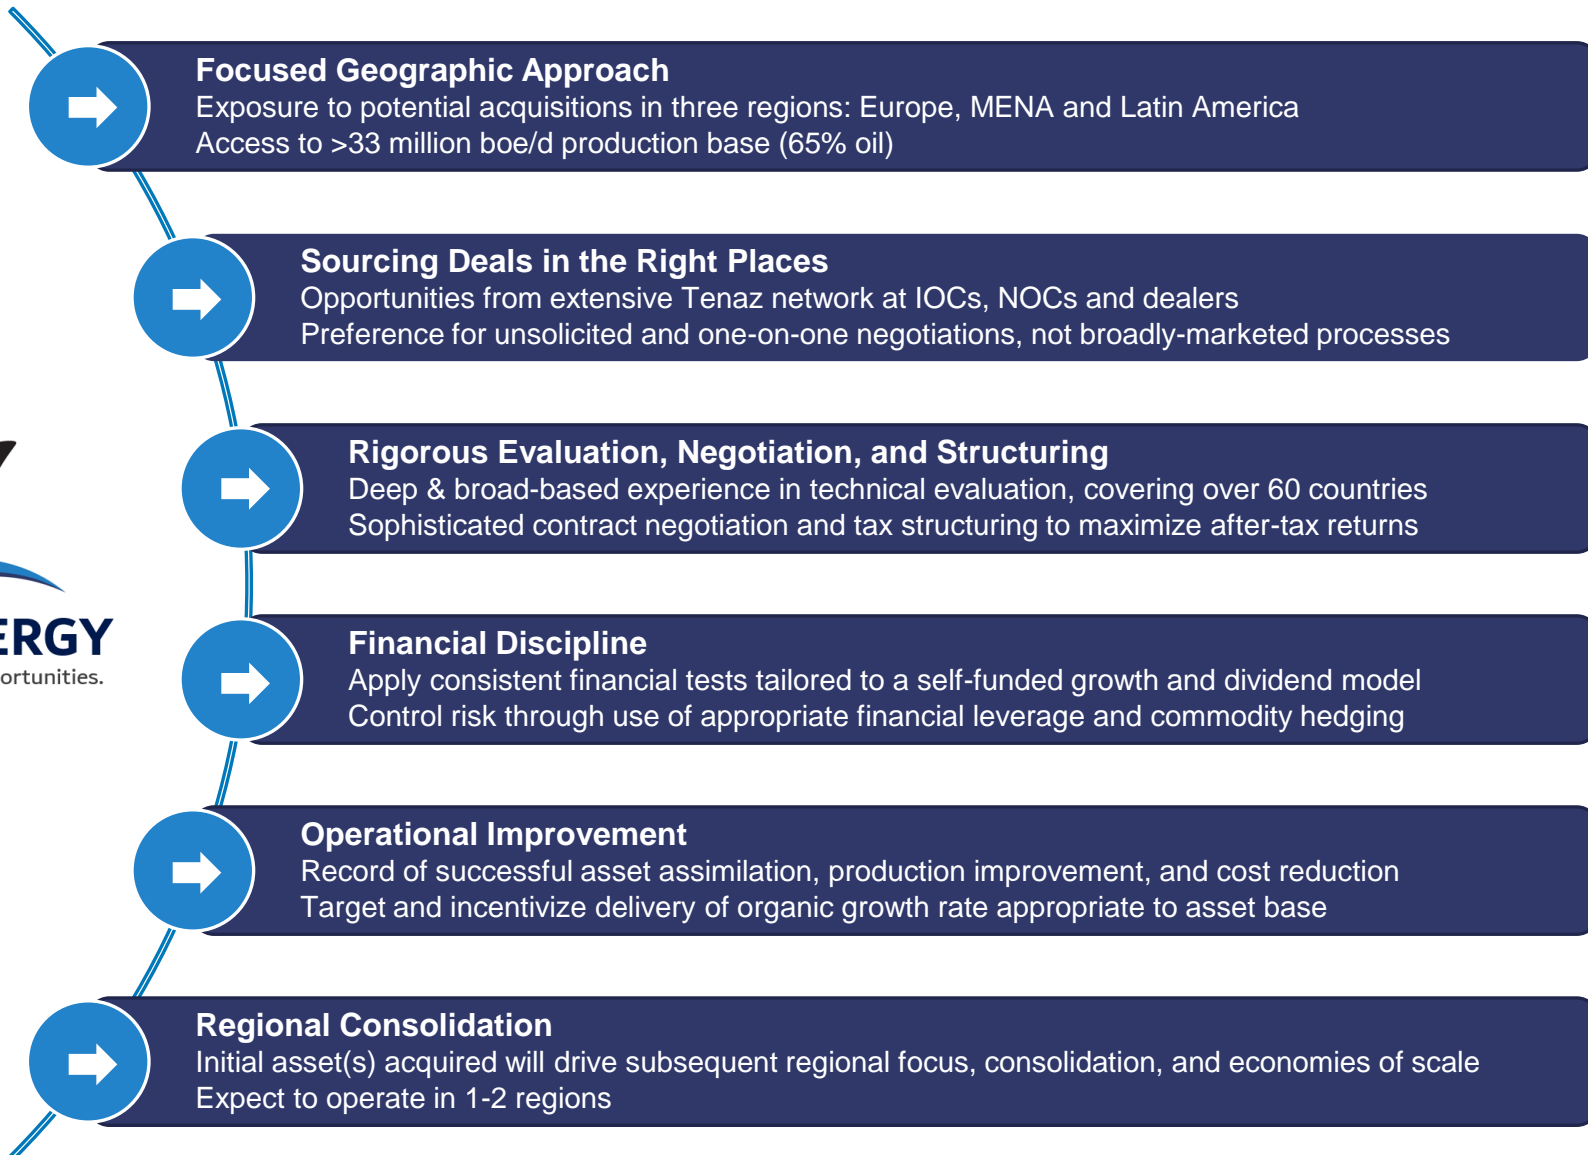 Focused Geographic Approach
Exposure to potential acquisitions in three regions: Europe, MENA and Latin America
Access to >33 million boe/d production base (65% oil)
Sourcing Deals in the Right Places
Opportunities from extensive Tenaz network at IOCs, NOCs and dealers
Preference for unsolicited and one-on-one negotiations, not broadly-marketed processes
Rigorous Evaluation, Negotiation, and Structuring
Deep & broad-based experience in technical evaluation, covering over 60 countries
Sophisticated contract negotiation and tax structuring to maximize after-tax returns
ERGY
ortunities.
Financial Discipline
Apply consistent financial tests tailored to a self-funded growth and dividend model
Control risk through use of appropriate financial leverage and commodity hedging
Operational Improvement
Record of successful asset assimilation, production improvement, and cost reduction
Target and incentivize delivery of organic growth rate appropriate to asset base
Regional Consolidation
Initial asset(s) acquired will drive subsequent regional focus, consolidation, and economies of scale
Expect to operate in 1-2 regions